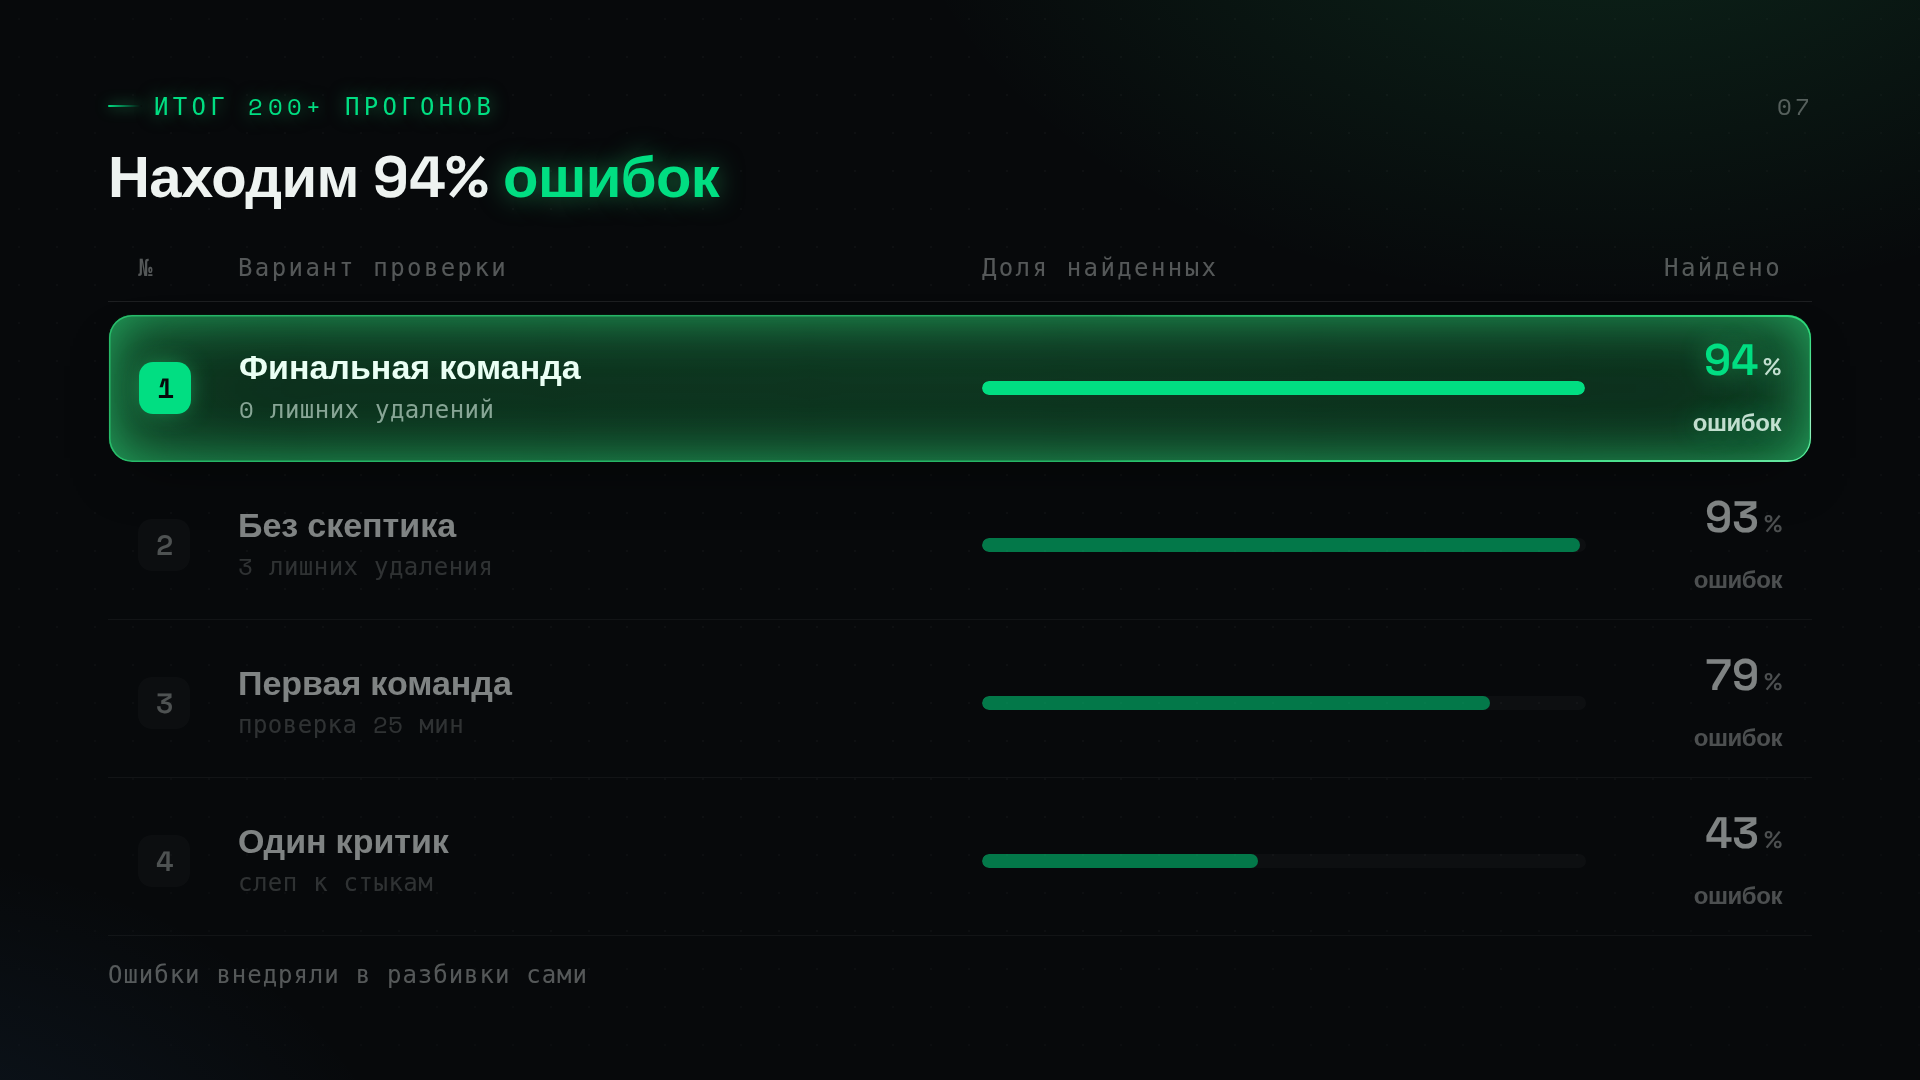 ИТОГ 200+ ПРОГОНОВ
07
Находим 94% ошибок
№ Вариант проверки Доля найденных Найдено
1 Финальная команда 94 %
0 лишних удалений ошибок
2 Без скептика 93 %
3 лишних удаления ошибок
3 Первая команда 79 %
проверка 25 мин ошибок
4 Один критик 43 %
слеп к стыкам ошибок
Ошибки внедряли в разбивки сами